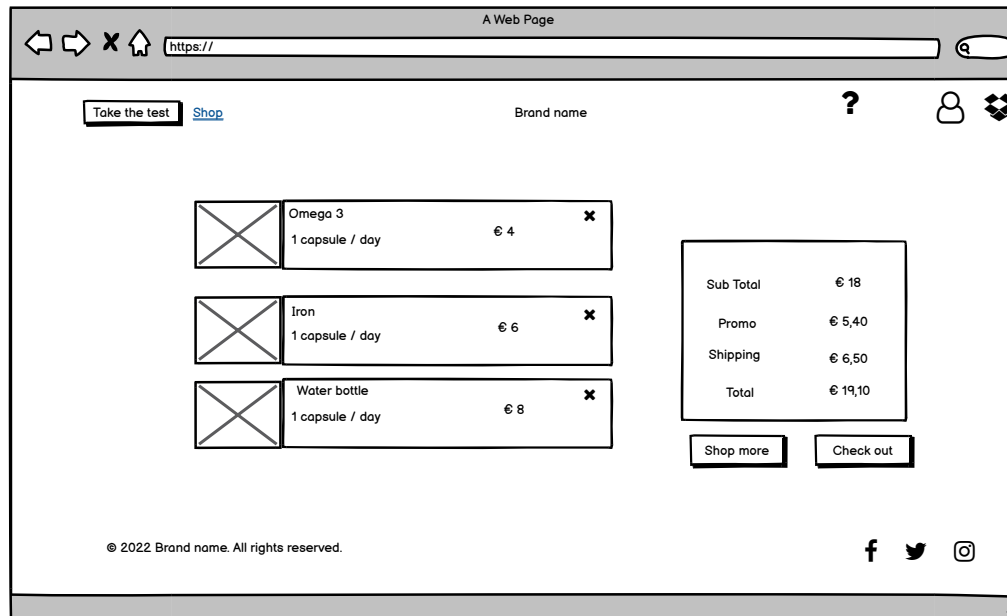 A Web Page
https://
Take the test Shop Brand name ?
Omega 3
1 capsule / day € 4
Iron
1 capsule / day € 6
Water bottle
1 capsule / day € 8
Sub Total € 18
Promo € 5,40
Shipping € 6,50
Total € 19,10
Shop more Check out
© 2022 Brand name. All rights reserved.